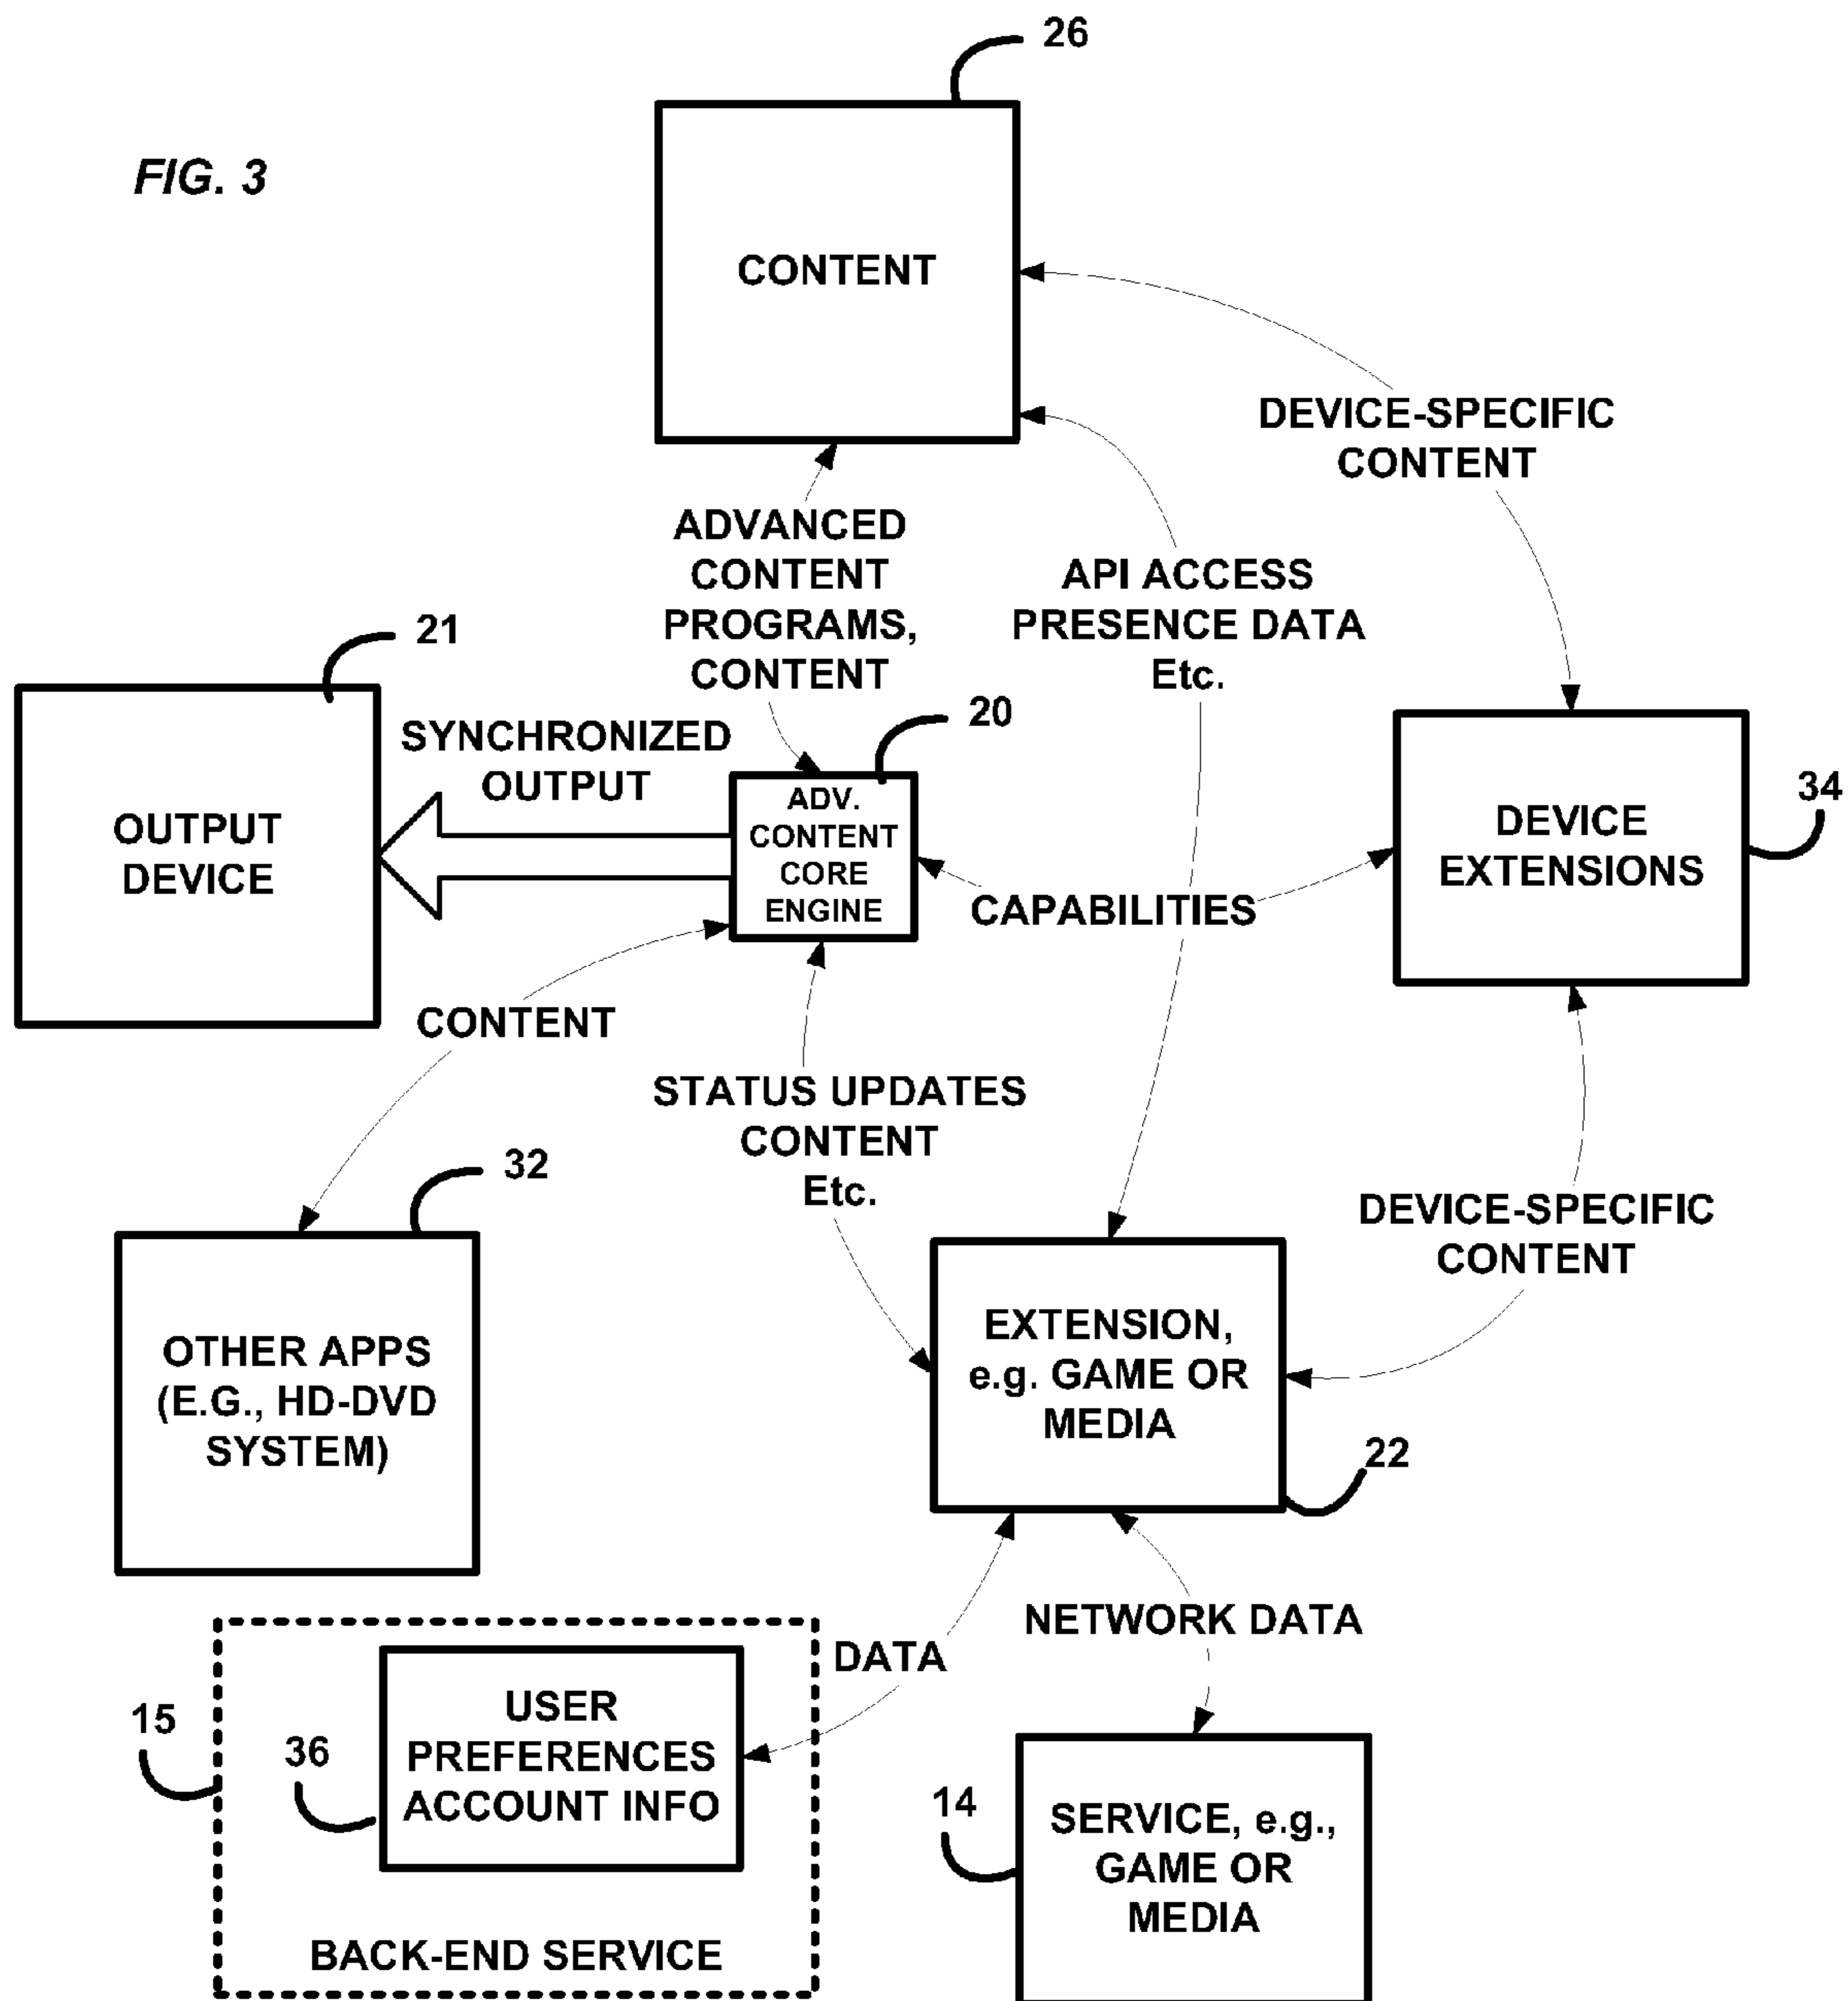 26
FIG. 3
CONTENT
DEVICE-SPECIFIC
CONTENT
ADVANCED
CONTENT
PROGRAMS,
CONTENT
API ACCESS
PRESENCE DATA
Etc.
21
20
SYNCHRONIZED
OUTPUT
OUTPUT
DEVICE
ADV.
CONTENT
CORE
ENGINE
34
DEVICE
EXTENSIONS
CAPABILITIES
CONTENT
STATUS UPDATES
CONTENT
Etc.
32
DEVICE-SPECIFIC
CONTENT
OTHER APPS
(E.G., HD-DVD
SYSTEM)
EXTENSION,
e.g. GAME OR
MEDIA
22
NETWORK DATA
DATA
15
36
USER
PREFERENCES
ACCOUNT INFO
BACK-END SERVICE
14
SERVICE, e.g.,
GAME OR
MEDIA